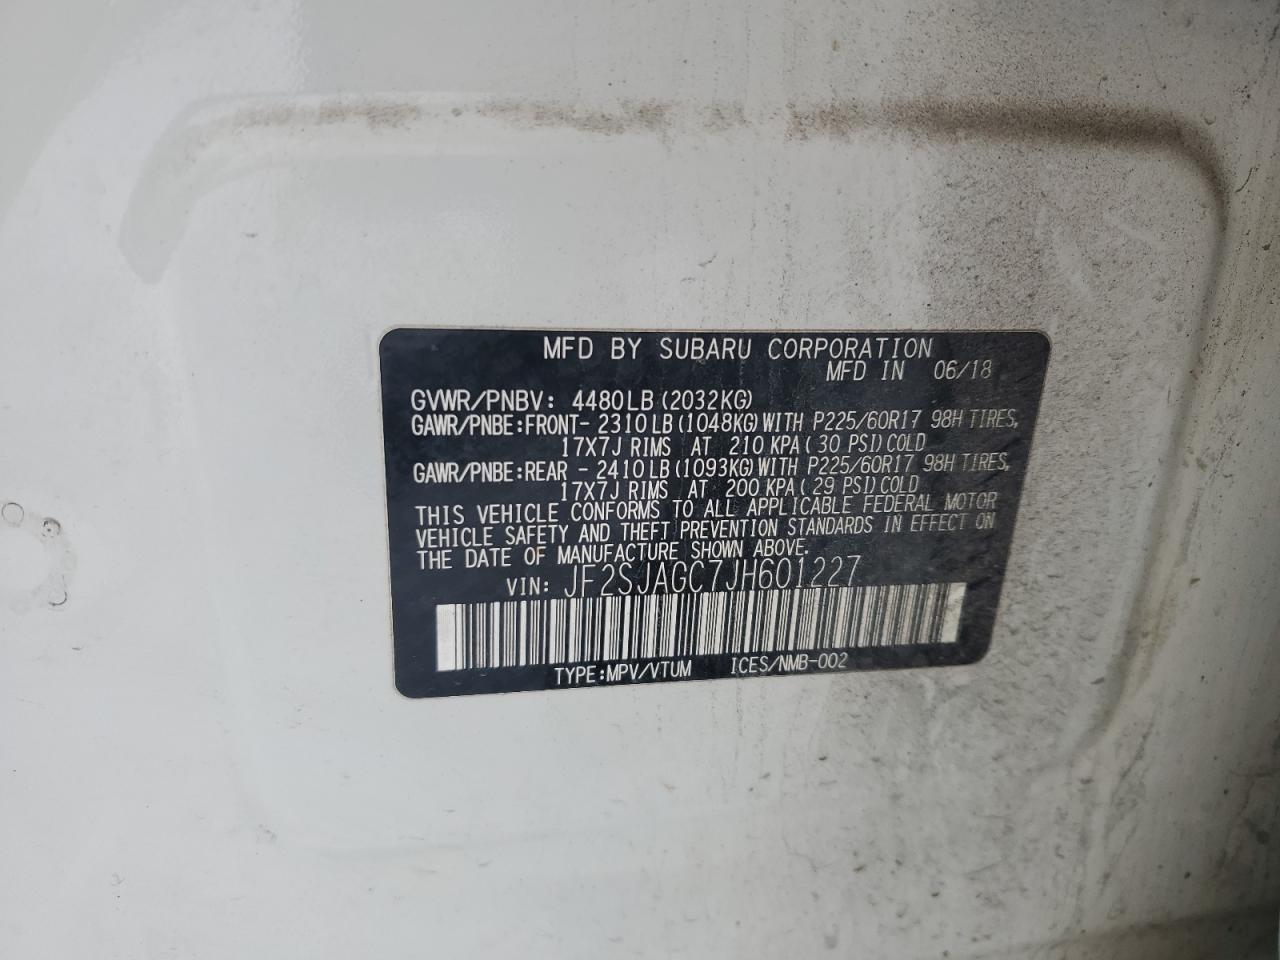 MFD BY SUBARU CORPORATION
MFD IN 06/18
GVWR/PNBV: 4480LB(2032KG)
GAWR/PNBE:FRONT- 2310LB(1048KG)WITH P225/60R17 98H TIRES,
17X7J RIMS AT 210 KPA(30 PSI)COLD
GAWR/PNBE:REAR - 2410LB(1093KG)WITH P225/60R17 98H TIRES,
17X7J RIMS AT 200 KPA(29 PSI)COLD
THIS VEHICLE CONFORMS TO ALL APPLICABLE FEDERAL MOTOR
VEHICLE SAFETY AND THEFT PREVENTION STANDARDS IN EFFECT ON
THE DATE OF MANUFACTURE SHOWN ABOVE.
VIN: JF2SJAGC7JH601227
TYPE:MPV/VTUM ICES/NMB-002